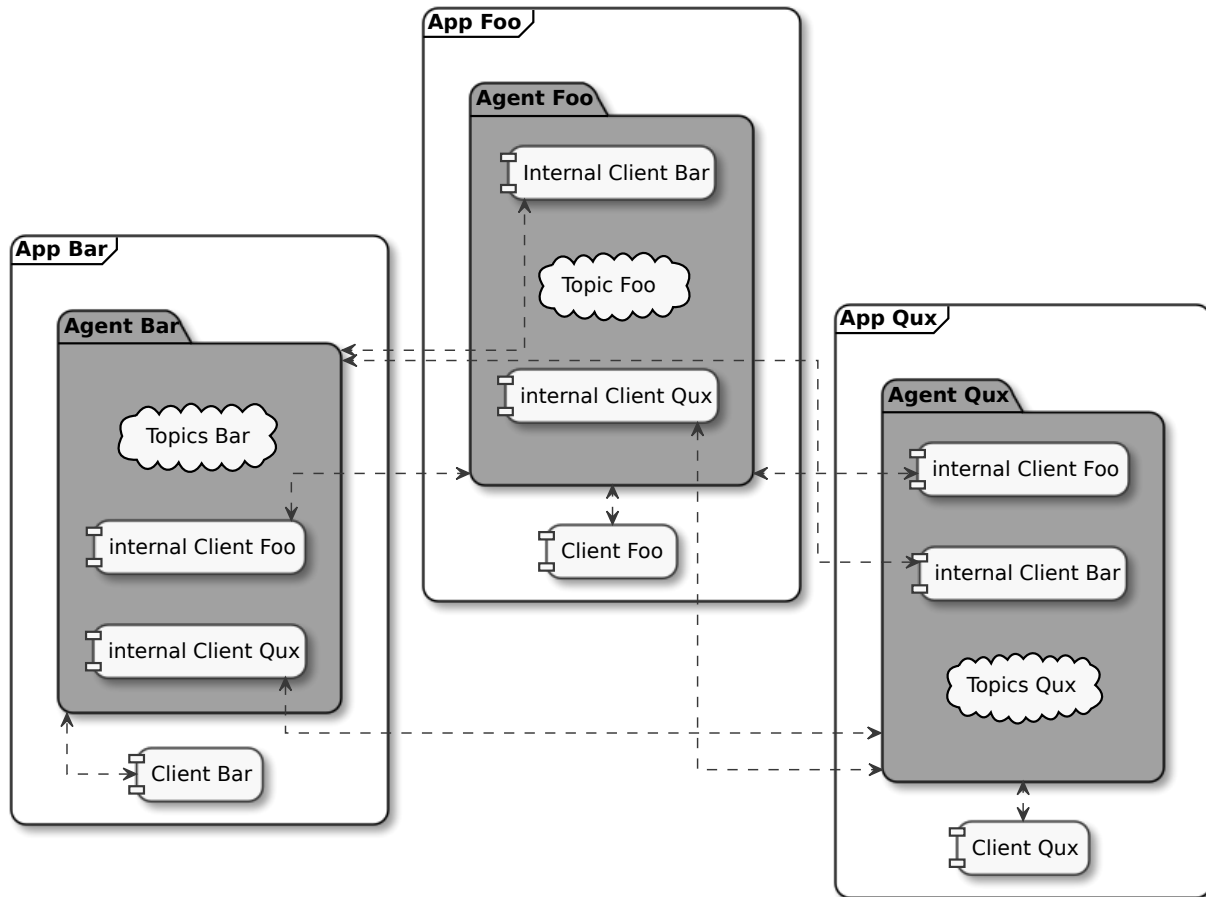 App Foo
Agent Foo
Internal Client Bar
Topic Foo
internal Client Qux
Client Foo
App Bar
Agent Bar
Topics Bar
internal Client Foo
internal Client Qux
Client Bar
App Qux
Agent Qux
internal Client Foo
internal Client Bar
Topics Qux
Client Qux